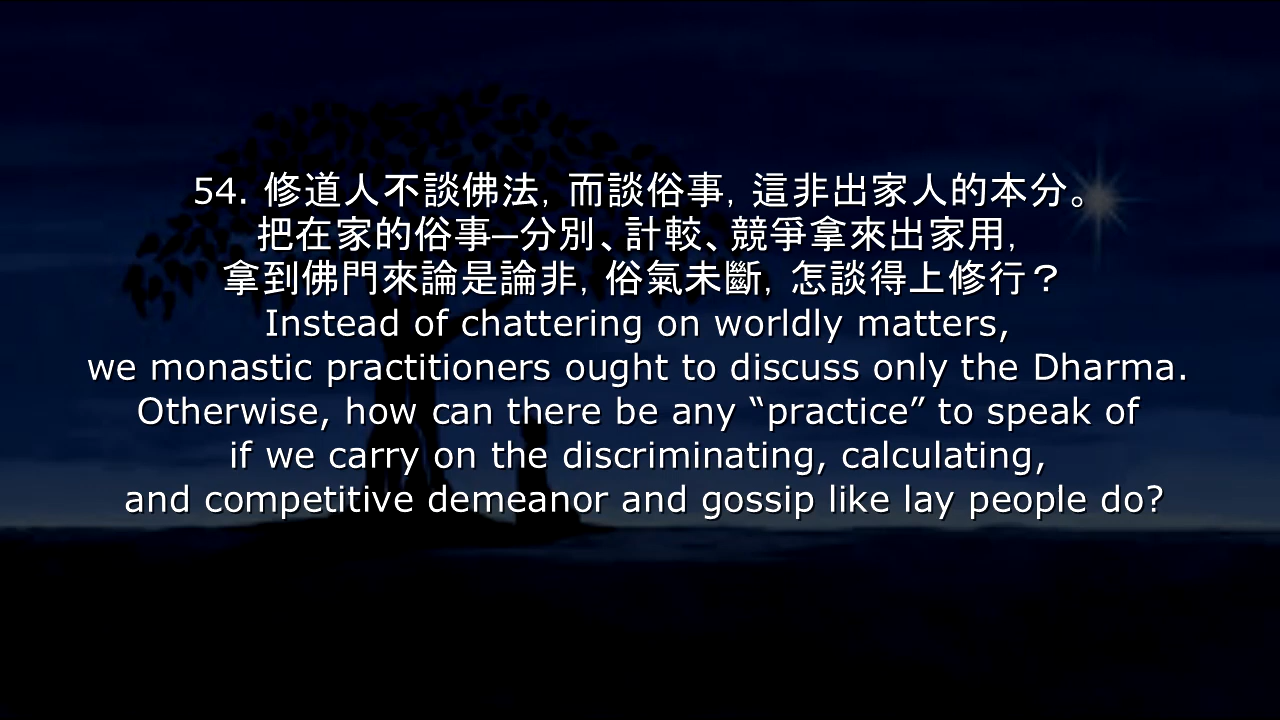 54. 修道人不談佛法, 而談俗事, 這非出家人的本分。
把在家的俗事─分別、計較、競爭拿來出家用,
拿到佛門來論是論非, 俗氣未斷, 怎談得上修行？
Instead of chattering on worldly matters,
we monastic practitioners ought to discuss only the Dharma.
Otherwise, how can there be any “practice” to speak of
if we carry on the discriminating, calculating,
and competitive demeanor and gossip like lay people do?